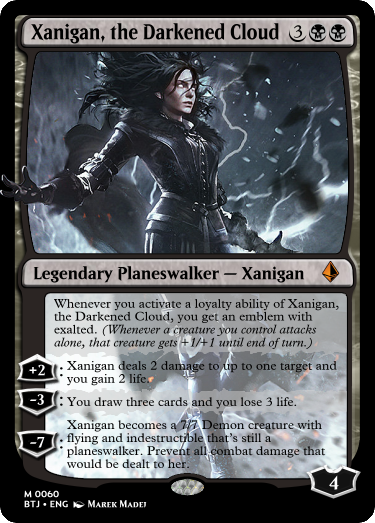 Xanigan, the Darkened Cloud 3
Legendary Planeswalker — Xanigan
Whenever you activate a loyalty ability of Xanigan,
the Darkened Cloud, you get an emblem with
exalted. (Whenever a creature you control attacks
alone, that creature gets +1/+1 until end of turn.)
+2 : Xanigan deals 2 damage to up to one target and
you gain 2 life.
-3 : You draw three cards and you lose 3 life.
Xanigan becomes a 7/7 Demon creature with
-7 : flying and indestructible that's still a
planeswalker. Prevent all combat damage that
would be dealt to her.
4
M 0060
BTJ • ENG Marek Madej